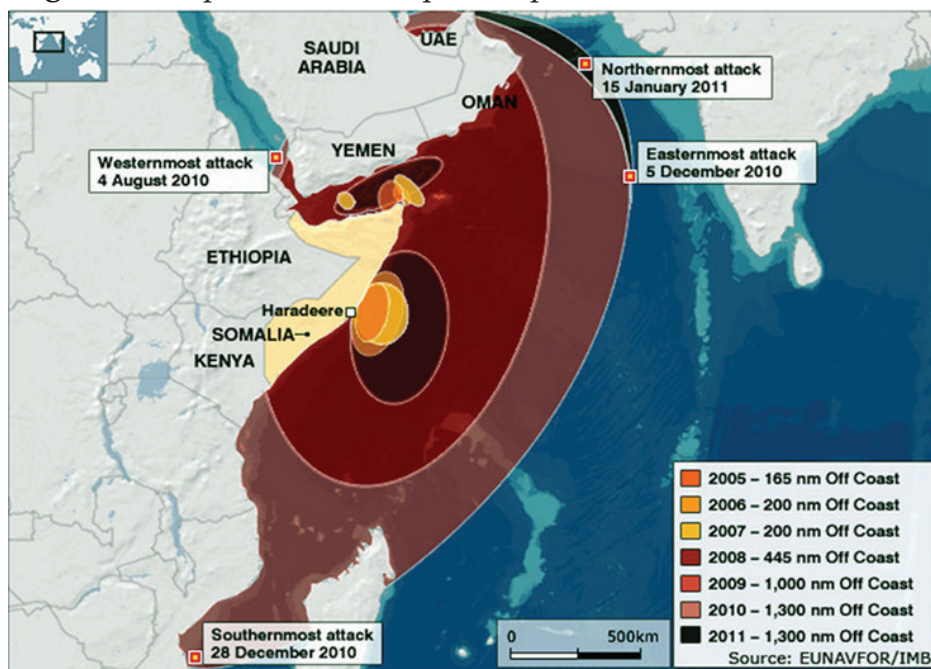 SAUDI
ARABIA
UAE
OMAN
YEMEN
Northernmost attack
15 January 2011
Westernmost attack
4 August 2010
Easternmost attack
5 December 2010
ETHIOPIA
Haradeere
SOMALIA
KENYA
2005 – 165 nm Off Coast
2006 – 200 nm Off Coast
2007 – 200 nm Off Coast
2008 – 445 nm Off Coast
2009 – 1,000 nm Off Coast
2010 – 1,300 nm Off Coast
2011 – 1,300 nm Off Coast
Southernmost attack
28 December 2010
0 500km
Source: EUNAVFOR/IMB